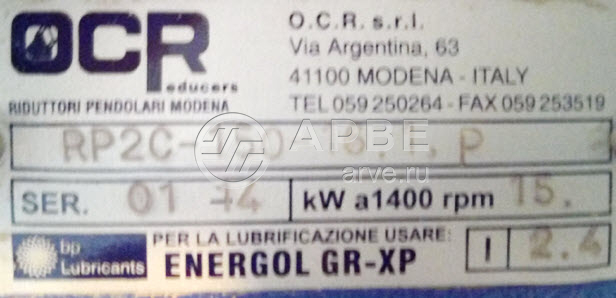 OCR
educers
RIDUTTORI PENDOLARI MODENA
O.C.R. s.r.l.
Via Argentina, 63
41100 MODENA - ITALY
TEL 059 250264 - FAX 059 253519
P
АРВЕ
arve.ru
SER. 01
kW a1400 rpm 15.
bp
Lubricants
PER LA LUBRIFICAZIONE USARE:
ENERGOL GR-XP
I 2.4